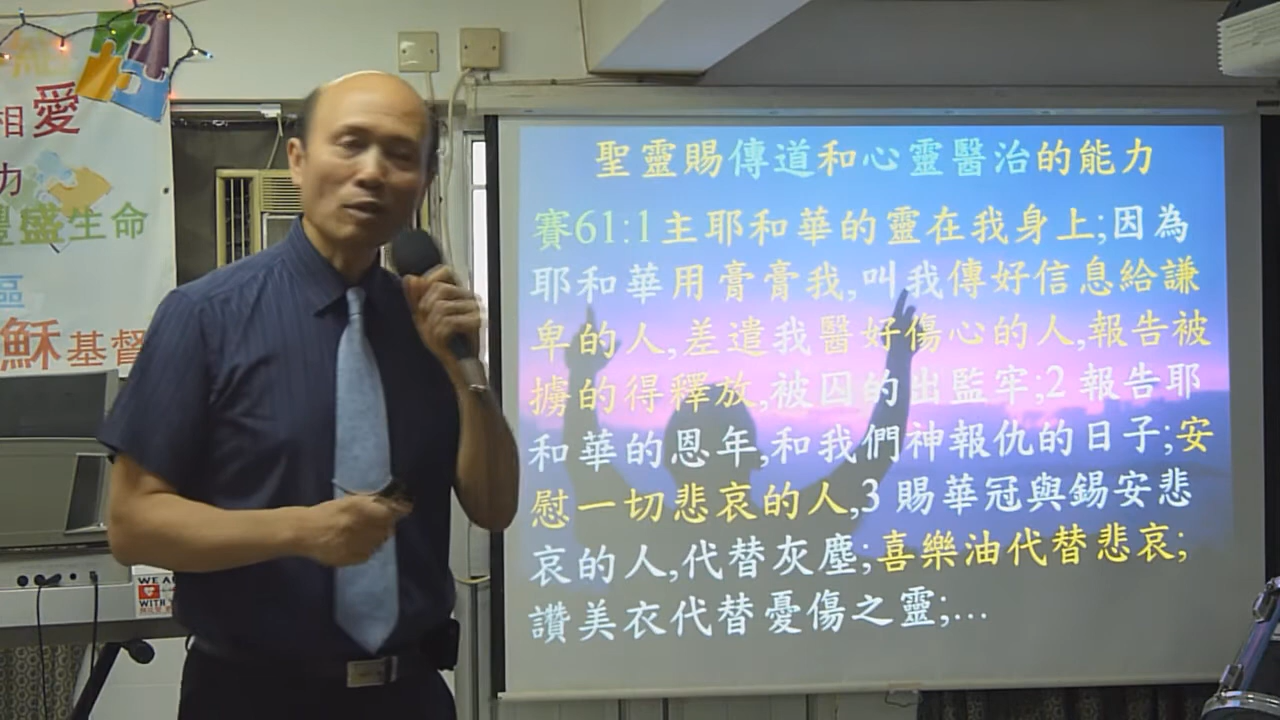 相愛
力
豐盛生命
區
穌基督
WE
WITH
聖靈賜傳道和心靈醫治的能力
賽61:1主耶和華的靈在我身上;因為
耶和華用膏膏我,叫我傳好信息給謙
卑的人,差遣我醫好傷心的人,報告被
擄的得釋放,被囚的出監牢;2 報告耶
和華的恩年,和我們神報仇的日子;安
慰一切悲哀的人,3 賜華冠與錫安悲
哀的人,代替灰塵;喜樂油代替悲哀;
讚美衣代替憂傷之靈;...